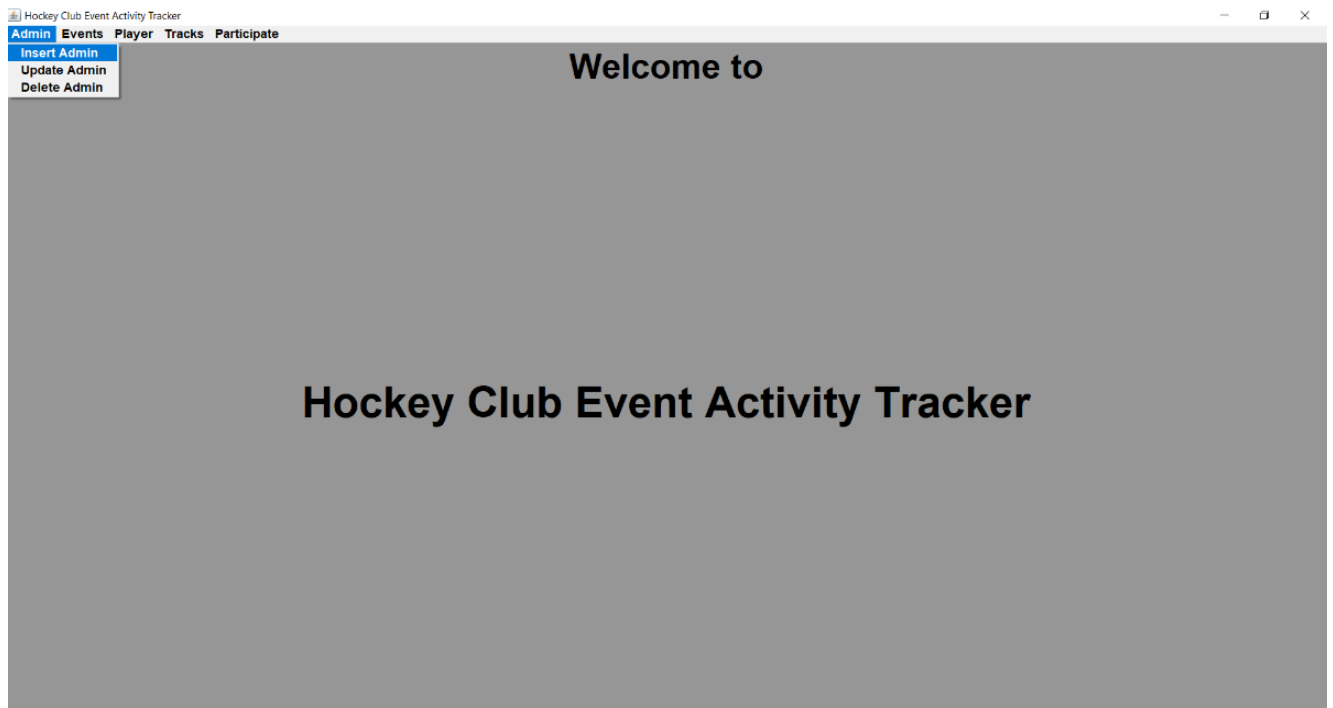 Hockey Club Event Activity Tracker
Admin Events Player Tracks Participate
Insert Admin
Update Admin
Delete Admin
Welcome to
Hockey Club Event Activity Tracker